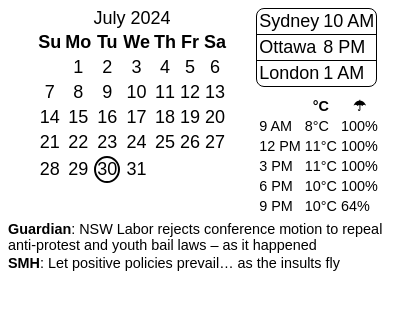 July 2024
Su Mo Tu We Th Fr Sa
1 2 3 4 5 6
7 8 9 10 11 12 13
14 15 16 17 18 19 20
21 22 23 24 25 26 27
28 29 30 31
Sydney 10 AM
Ottawa 8 PM
London 1 AM
°C ☂
9 AM 8°C 100%
12 PM 11°C 100%
3 PM 11°C 100%
6 PM 10°C 100%
9 PM 10°C 64%
Guardian: NSW Labor rejects conference motion to repeal
anti-protest and youth bail laws – as it happened
SMH: Let positive policies prevail… as the insults fly